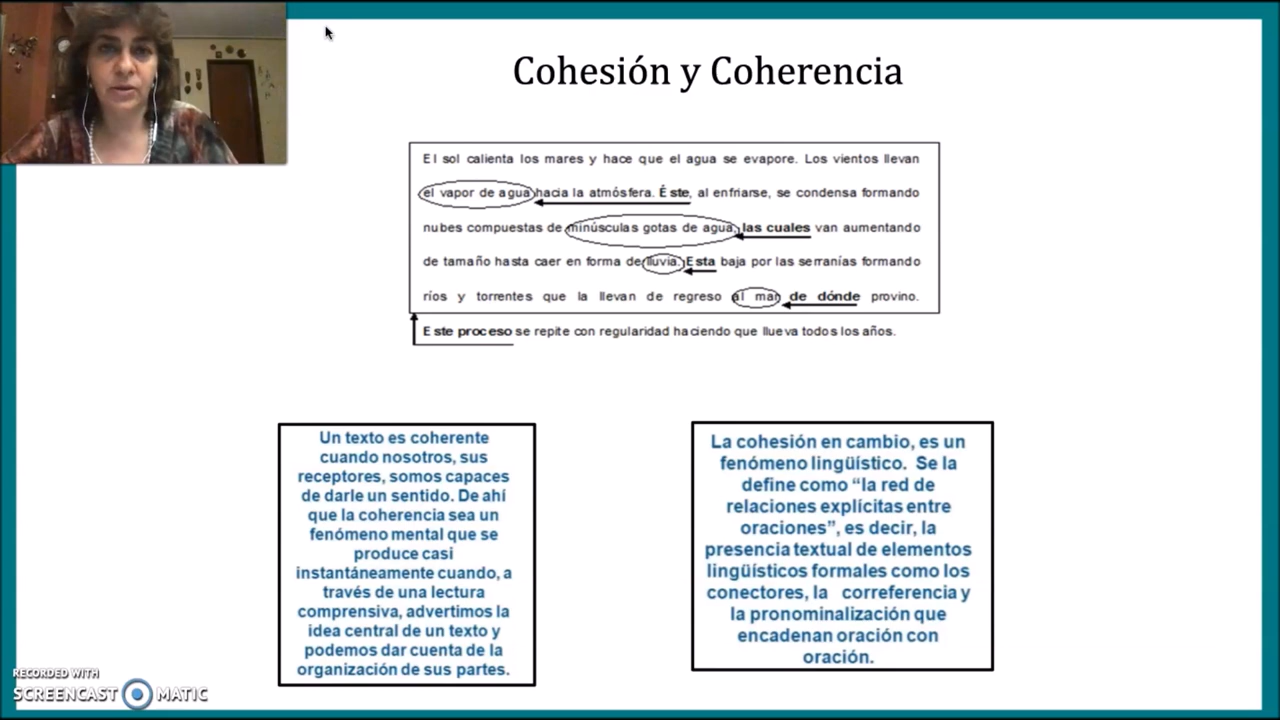 Cohesión y Coherencia
El sol calienta los mares y hace que el agua se evapore. Los vientos llevan
el vapor de agua hacia la atmósfera. Éste, al enfriarse, se condensa formando
nubes compuestas de minúsculas gotas de agua, las cuales van aumentando
de tamaño hasta caer en forma de lluvia. Esta baja por las serranías formando
ríos y torrentes que la llevan de regreso al mar de dónde provino.
Este proceso se repite con regularidad haciendo que llueva todos los años.
Un texto es coherente
cuando nosotros, sus
receptores, somos capaces
de darle un sentido. De ahí
que la coherencia sea un
fenómeno mental que se
produce casi
instantáneamente cuando, a
través de una lectura
comprensiva, advertimos la
idea central de un texto y
podemos dar cuenta de la
organización de sus partes.
La cohesión en cambio, es un
fenómeno lingüístico. Se la
define como “la red de
relaciones explícitas entre
oraciones”, es decir, la
presencia textual de elementos
lingüísticos formales como los
conectores, la correferencia y
la pronominalización que
encadenan oración con
oración.
RECORDED WITH
SCREENCAST MATIC